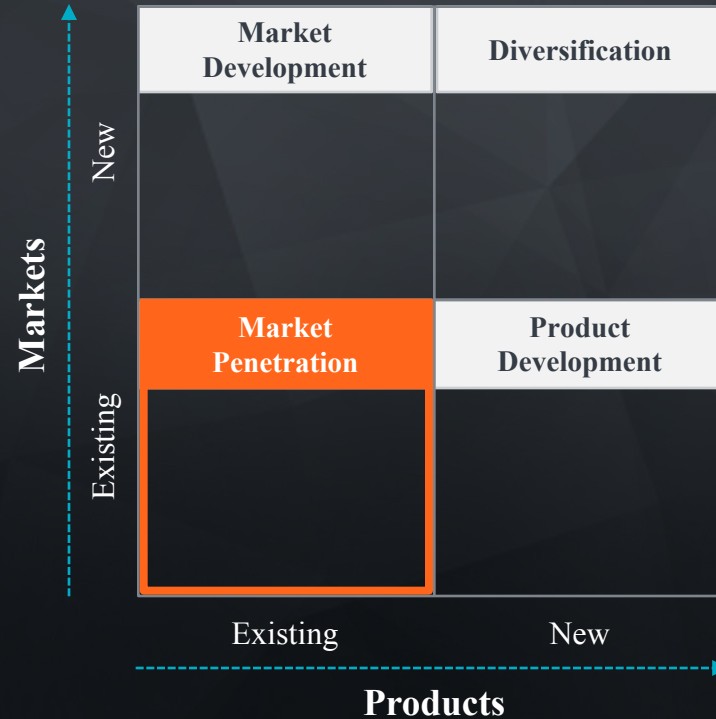 Market
Development
Diversification
New
Markets
Market
Penetration
Product
Development
Existing
Existing
New
Products